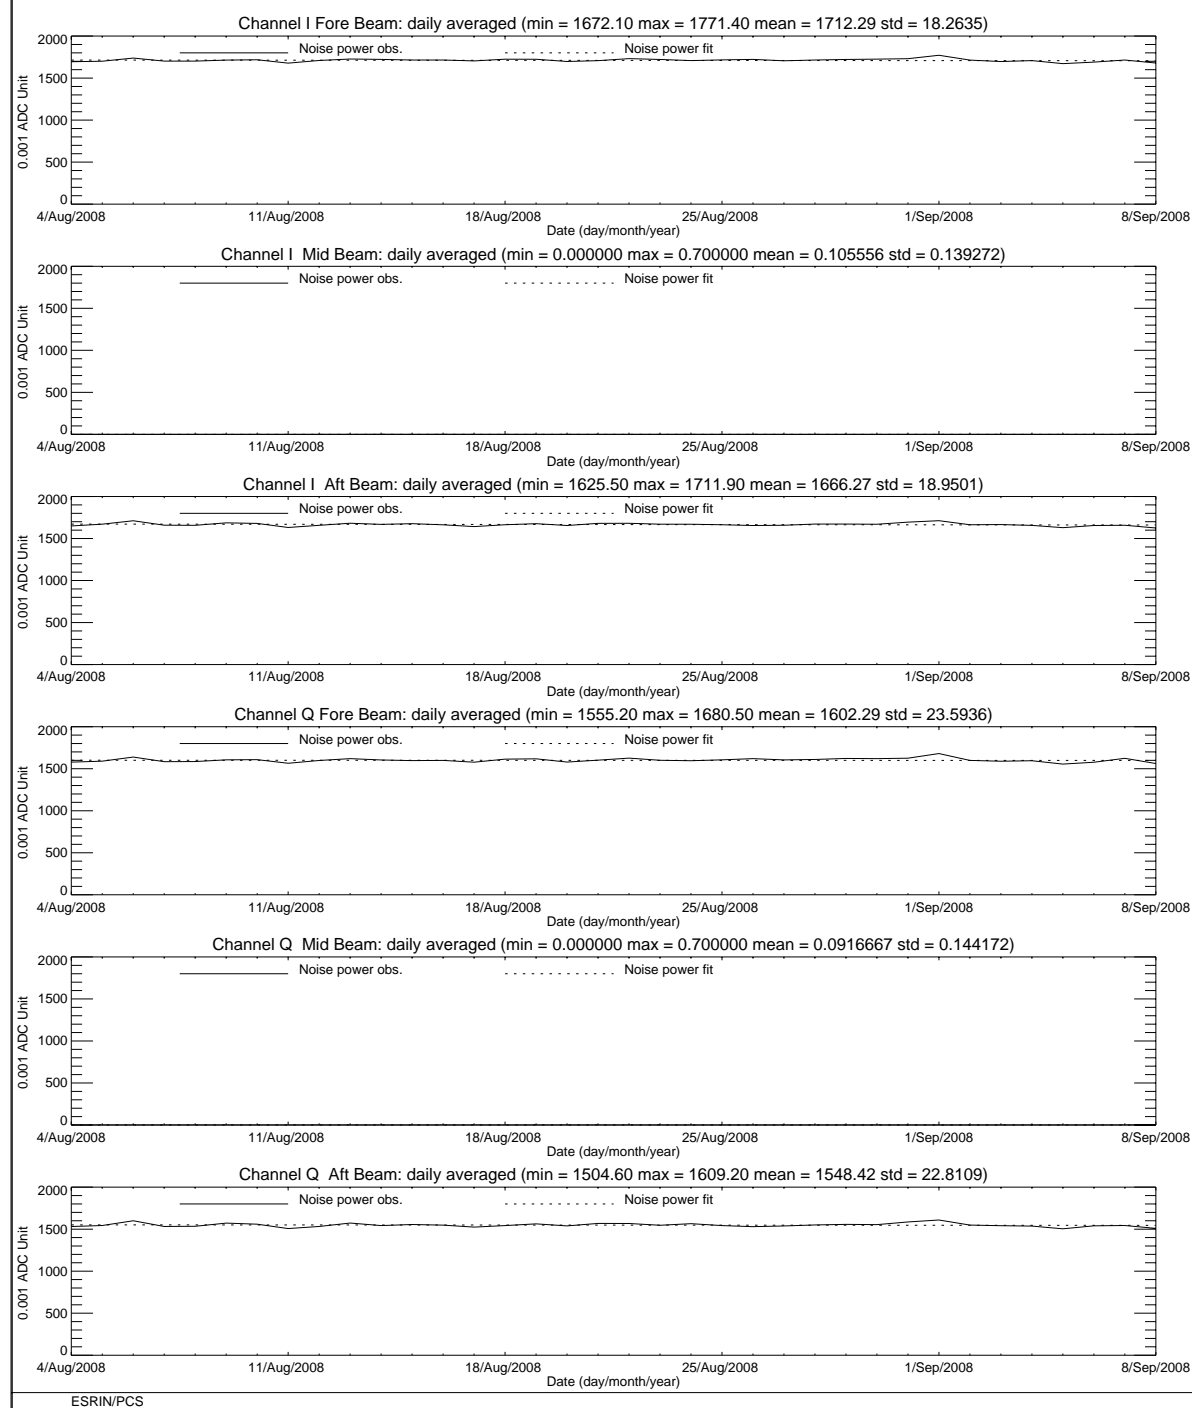 Channel I Fore Beam: daily averaged (min = 1672.10 max = 1771.40 mean = 1712.29 std = 18.2635)
2000
Noise power obs.
Noise power fit
1500
1000
500
0
0.001 ADC Unit
4/Aug/2008 11/Aug/2008 18/Aug/2008 25/Aug/2008 1/Sep/2008 8/Sep/2008
Date (day/month/year)
Channel I Mid Beam: daily averaged (min = 0.000000 max = 0.700000 mean = 0.105556 std = 0.139272)
2000
Noise power obs.
Noise power fit
1500
1000
500
0
0.001 ADC Unit
4/Aug/2008 11/Aug/2008 18/Aug/2008 25/Aug/2008 1/Sep/2008 8/Sep/2008
Date (day/month/year)
Channel I Aft Beam: daily averaged (min = 1625.50 max = 1711.90 mean = 1666.27 std = 18.9501)
2000
Noise power obs.
Noise power fit
1500
1000
500
0
0.001 ADC Unit
4/Aug/2008 11/Aug/2008 18/Aug/2008 25/Aug/2008 1/Sep/2008 8/Sep/2008
Date (day/month/year)
Channel Q Fore Beam: daily averaged (min = 1555.20 max = 1680.50 mean = 1602.29 std = 23.5936)
2000
Noise power obs.
Noise power fit
1500
1000
500
0
0.001 ADC Unit
4/Aug/2008 11/Aug/2008 18/Aug/2008 25/Aug/2008 1/Sep/2008 8/Sep/2008
Date (day/month/year)
Channel Q Mid Beam: daily averaged (min = 0.000000 max = 0.700000 mean = 0.0916667 std = 0.144172)
2000
Noise power obs.
Noise power fit
1500
1000
500
0
0.001 ADC Unit
4/Aug/2008 11/Aug/2008 18/Aug/2008 25/Aug/2008 1/Sep/2008 8/Sep/2008
Date (day/month/year)
Channel Q Aft Beam: daily averaged (min = 1504.60 max = 1609.20 mean = 1548.42 std = 22.8109)
2000
Noise power obs.
Noise power fit
1500
1000
500
0
0.001 ADC Unit
4/Aug/2008 11/Aug/2008 18/Aug/2008 25/Aug/2008 1/Sep/2008 8/Sep/2008
Date (day/month/year)
ESRIN/PCS